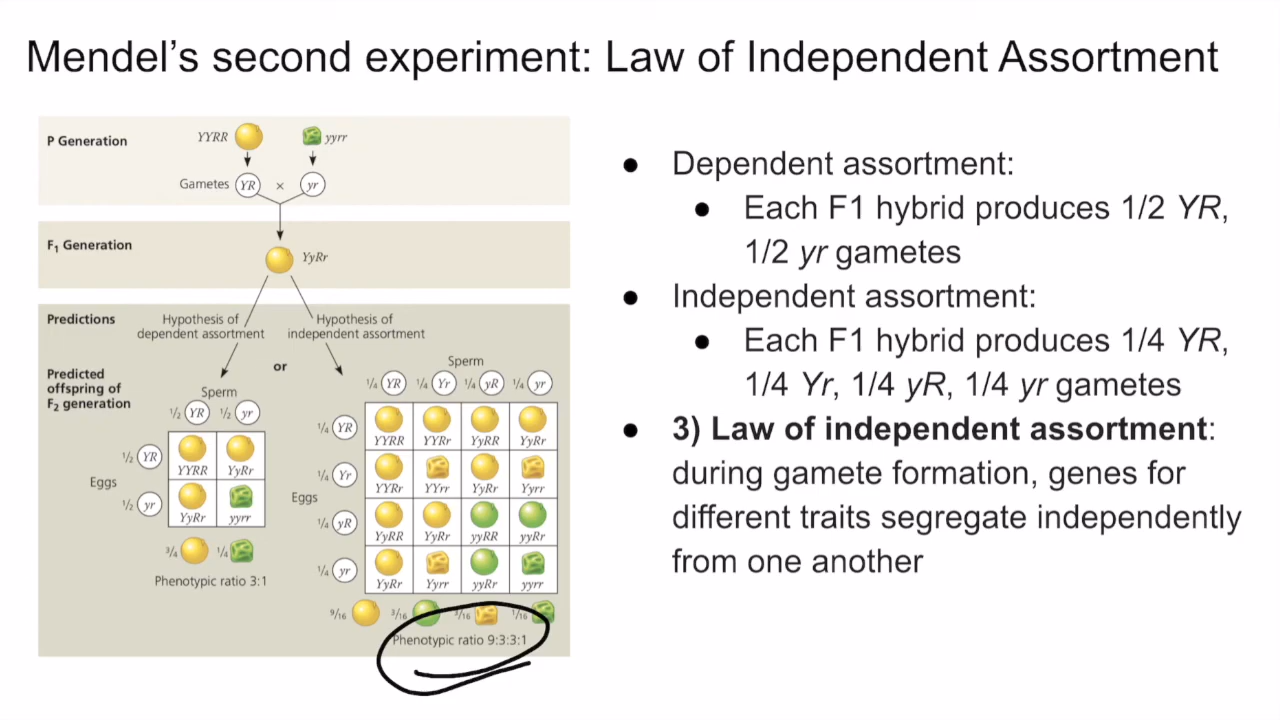 Mendel's second experiment: Law of Independent Assortment
P Generation
YYRR
yyrr
Gametes YR × yr
F1 Generation
YyRr
Predictions
Hypothesis of
dependent assortment
or
Hypothesis of
independent assortment
Predicted
offspring of
F2 generation
Sperm
1/2 YR 1/2 yr
Eggs
1/2 YR
YYRR YyRr
1/2 yr
YyRr yyrr
3/4 1/4
Phenotypic ratio 3:1
Sperm
1/4 YR 1/4 Yr 1/4 yR 1/4 yr
Eggs
1/4 YR
YYRR YYRr YyRR YyRr
1/4 Yr
YYRr YYrr YyRr Yyrr
1/4 yR
YyRR YyRr yyRR yyRr
1/4 yr
YyRr Yyrr yyRr yyrr
9/16 3/16 3/16 1/16
Phenotypic ratio 9:3:3:1
● Dependent assortment:
● Each F1 hybrid produces 1/2 YR,
1/2 yr gametes
● Independent assortment:
● Each F1 hybrid produces 1/4 YR,
1/4 Yr, 1/4 yR, 1/4 yr gametes
● 3) Law of independent assortment:
during gamete formation, genes for
different traits segregate independently
from one another